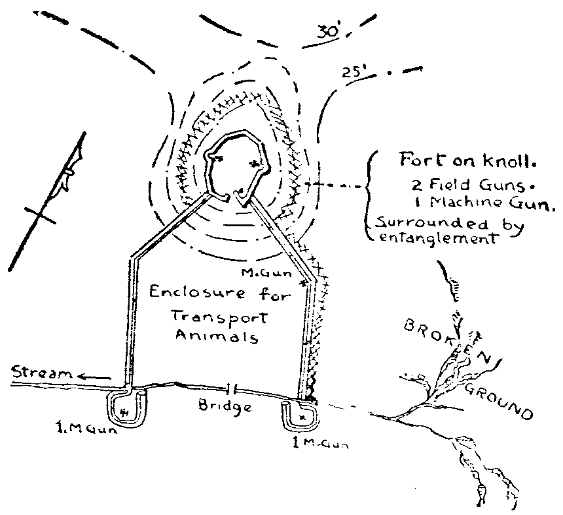 30'
25'
Fort on knoll.
2 Field Guns.
1 Machine Gun.
Surrounded by
entanglement
M.Gun
Enclosure for
Transport
Animals
BROKEN
GROUND
Stream
Bridge
1.M Gun
1 M.Gun